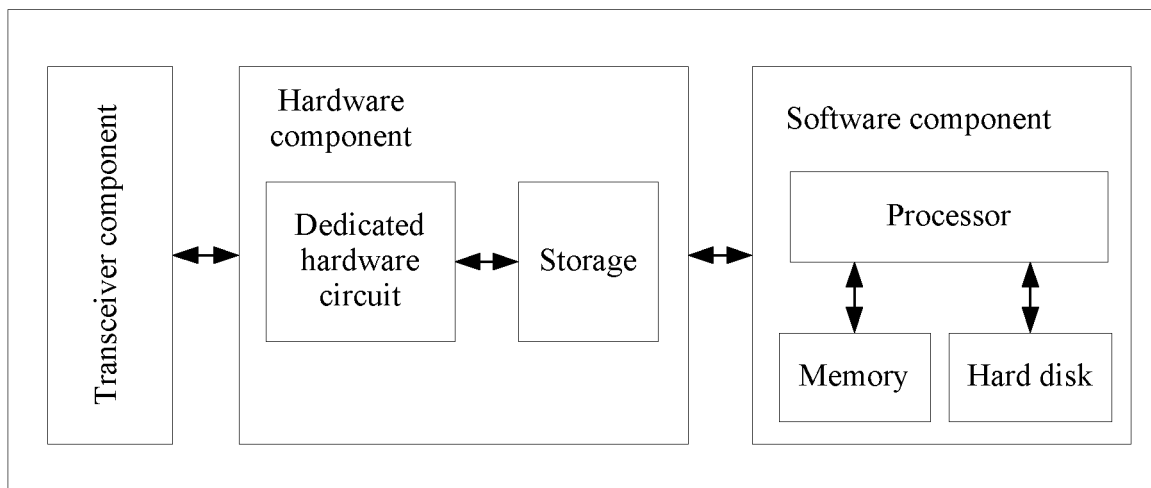 Transceiver component
Hardware
component
Dedicated
hardware
circuit
Storage
Software component
Processor
Memory
Hard disk